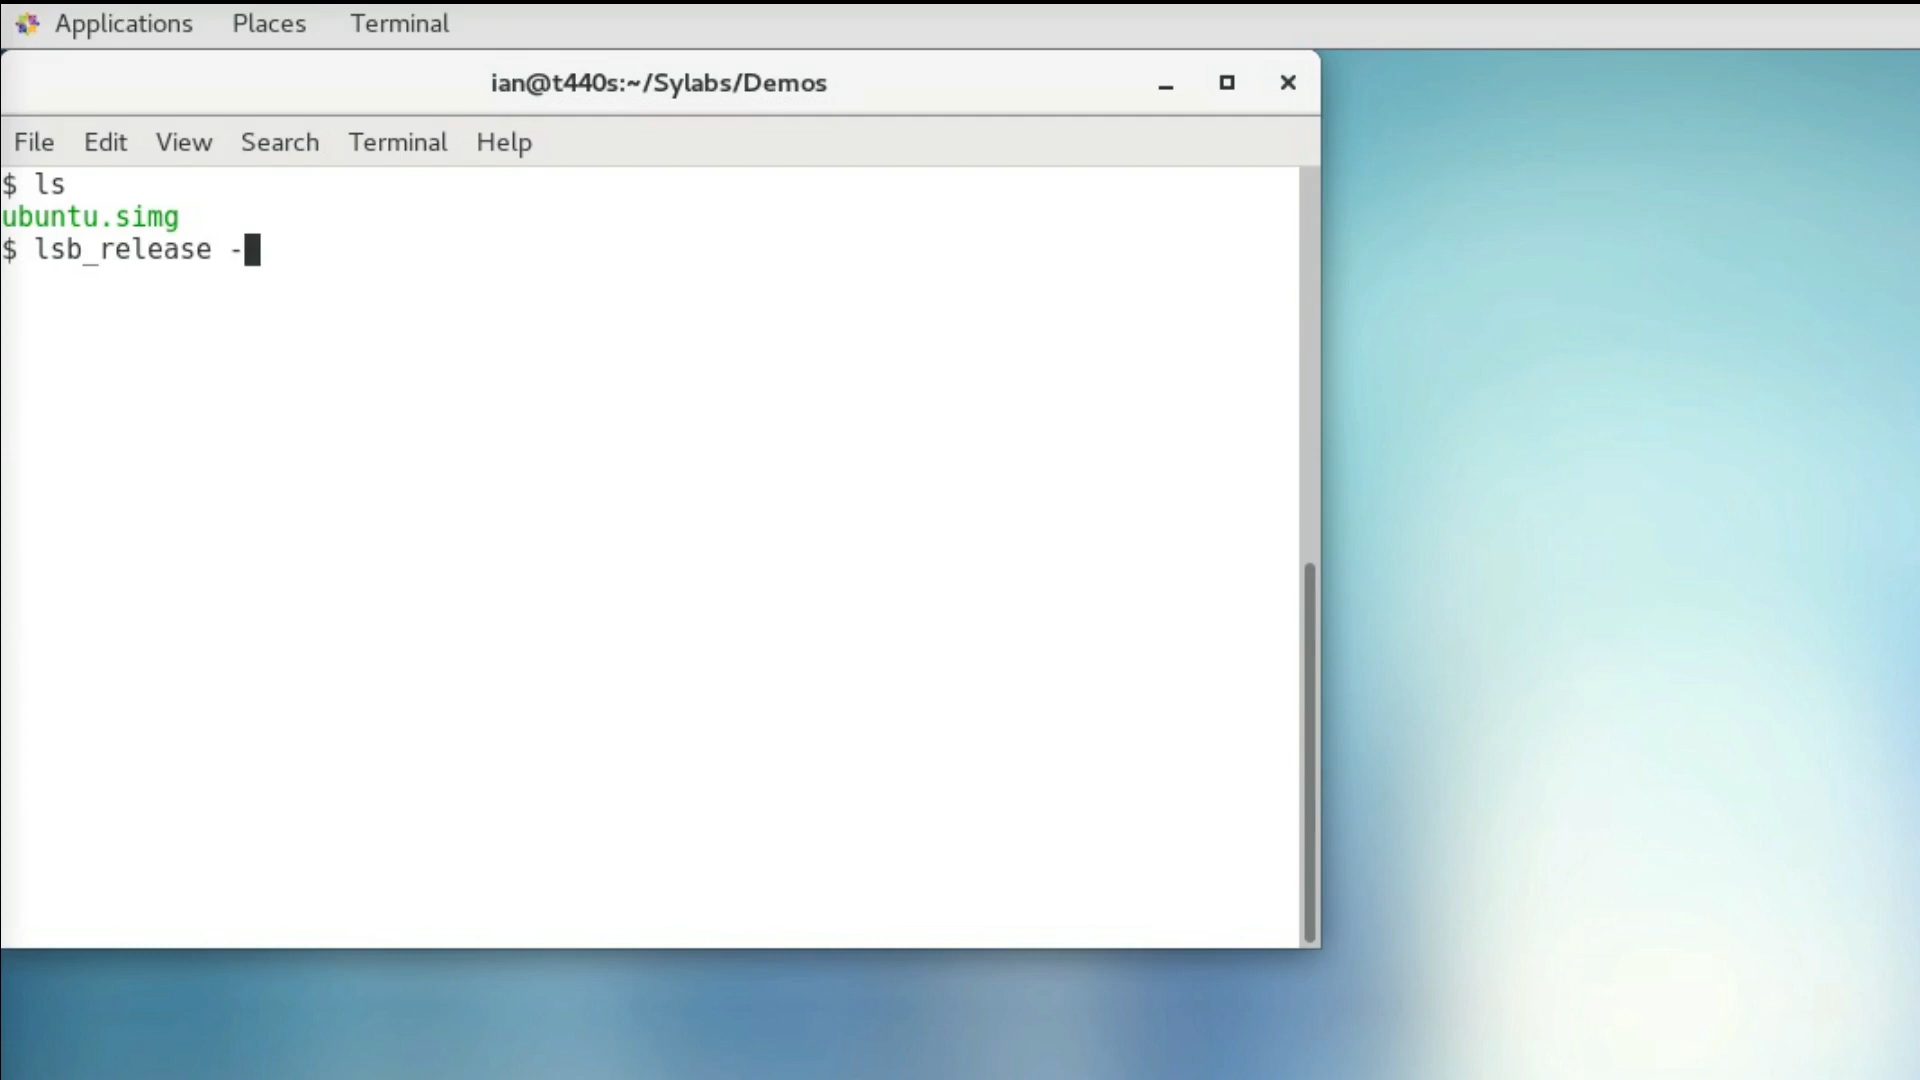 Applications Places Terminal
ian@t440s:~/Sylabs/Demos
File Edit View Search Terminal Help
$ ls
ubuntu.simg
$ lsb_release -